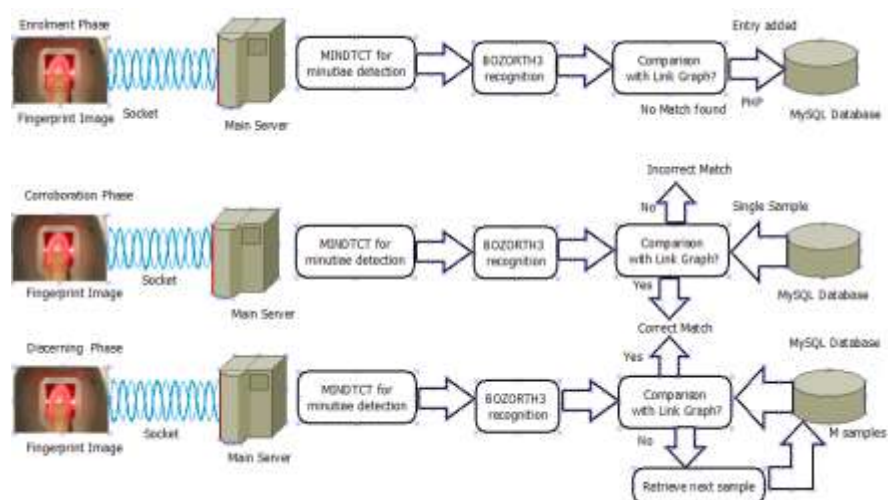 Enrolment Phase
Entry added
MINDTCT for
minutiae detection
BOZORTH3
recognition
Comparison
with Link Graph?
Socket
Fingerprint Image
Main Server
No Match found
PHP
MySQL Database
Incorrect Match
Corroboration Phase
No
Single Sample
MINDTCT for
minutiae detection
BOZORTH3
recognition
Comparison
with Link Graph?
Socket
Yes
Fingerprint Image
MySQL Database
Main Server
Correct Match
Discerning Phase
MySQL Database
Yes
MINDTCT for
minutiae detection
BOZORTH3
recognition
Comparison
with Link Graph?
Socket
No
M samples
Fingerprint Image
Main Server
Retrieve next sample